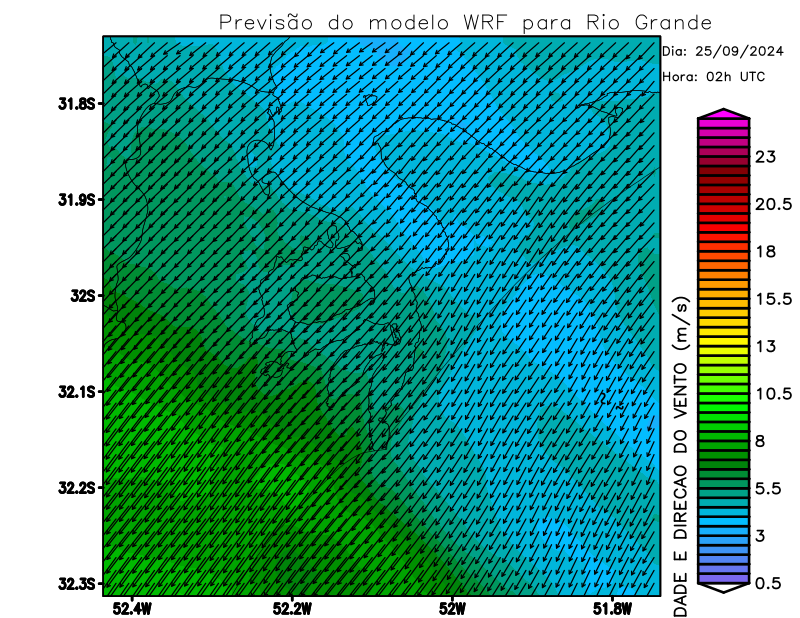 Previsão do modelo WRF para Rio Grande
Dia: 25/09/2024
Hora: 02h UTC
31.8S
31.9S
32S
32.1S
32.2S
32.3S
52.4W
52.2W
52W
51.8W
DADE E DIRECAO DO VENTO (m/s)
23
20.5
18
15.5
13
10.5
8
5.5
3
0.5